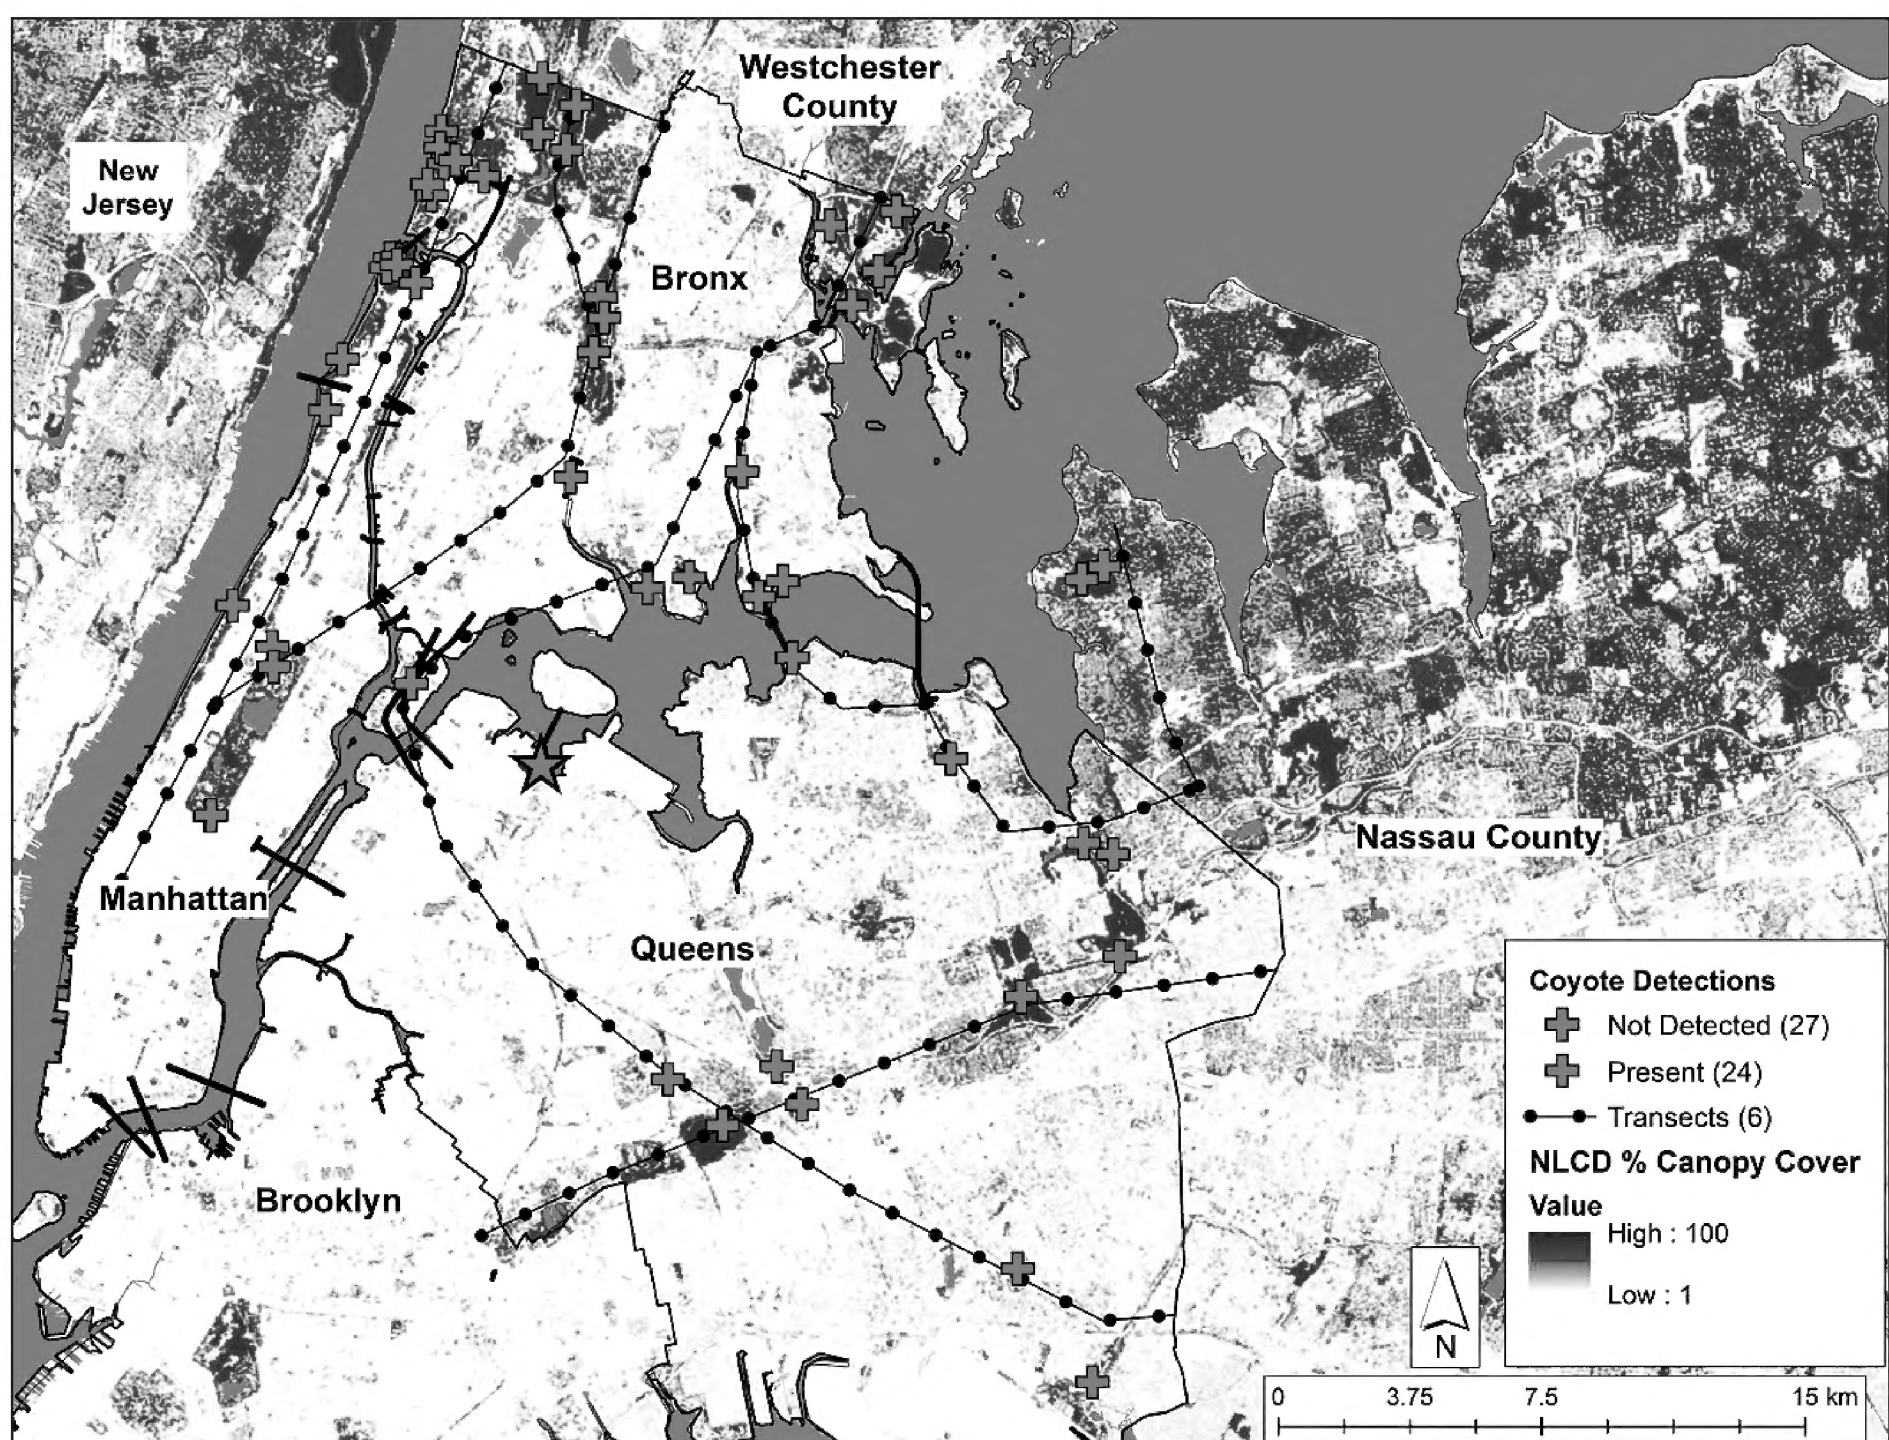 Westchester
County
New
Jersey
Bronx
Manhattan
Nassau County
Queens
Brooklyn
Coyote Detections
Not Detected (27)
Present (24)
Transects (6)
NLCD % Canopy Cover
Value
High : 100
Low : 1
N
0 3.75 7.5 15 km